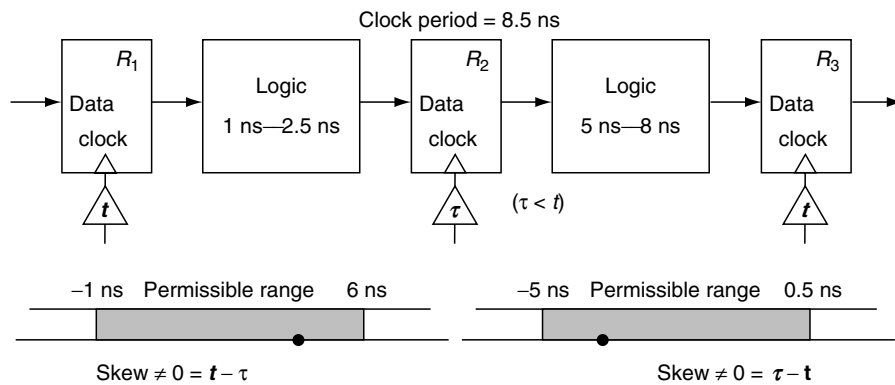 Clock period = 8.5 ns
R1
Logic
R2
Logic
R3
Data
1 ns—2.5 ns
Data
5 ns—8 ns
Data
clock
clock
clock
t
τ
(τ < t)
t
–1 ns Permissible range 6 ns
–5 ns Permissible range 0.5 ns
Skew ≠ 0 = t – τ
Skew ≠ 0 = τ – t